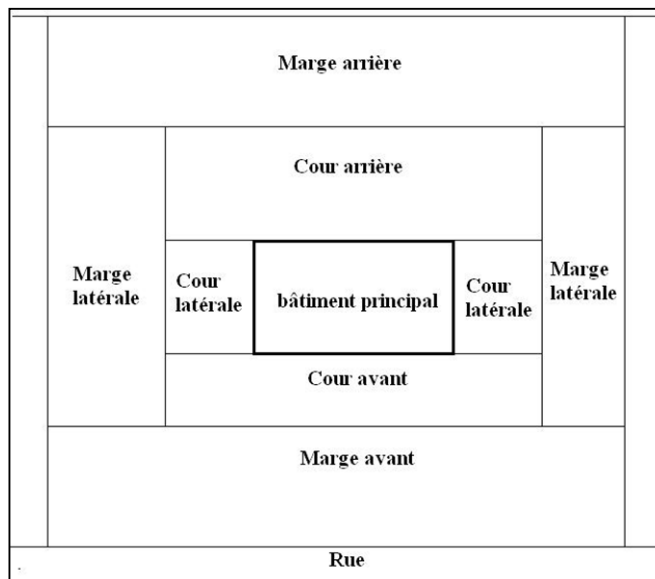 Marge arrière
Cour arrière
Marge
latérale
Cour
latérale
bâtiment principal
Cour
latérale
Marge
latérale
Cour avant
Marge avant
Rue